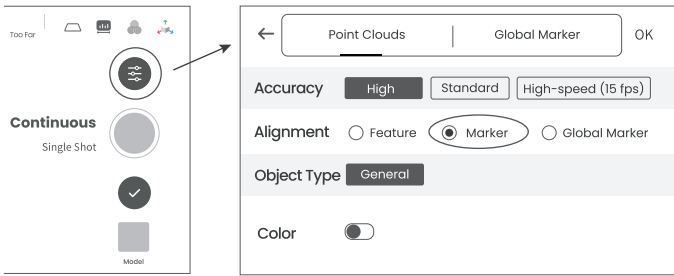 Too Far
Continuous
Single Shot
Model
Point Clouds Global Marker OK
Accuracy High Standard High-speed (15 fps)
Alignment Feature Marker Global Marker
Object Type General
Color